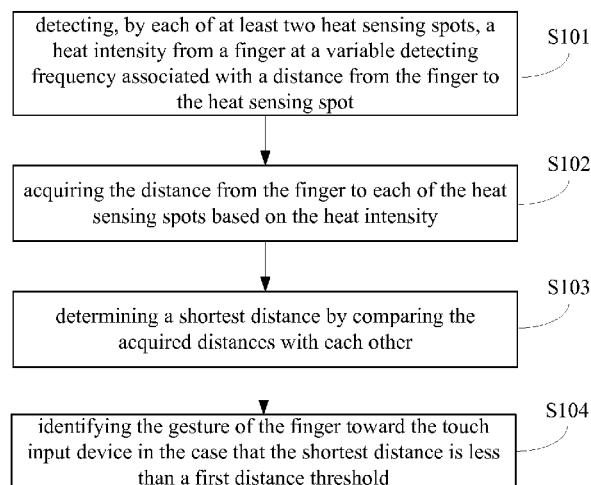 detecting, by each of at least two heat sensing spots, a
heat intensity from a finger at a variable detecting
frequency associated with a distance from the finger to
the heat sensing spot
S101
acquiring the distance from the finger to each of the heat
sensing spots based on the heat intensity
S102
determining a shortest distance by comparing the
acquired distances with each other
S103
identifying the gesture of the finger toward the touch
input device in the case that the shortest distance is less
than a first distance threshold
S104